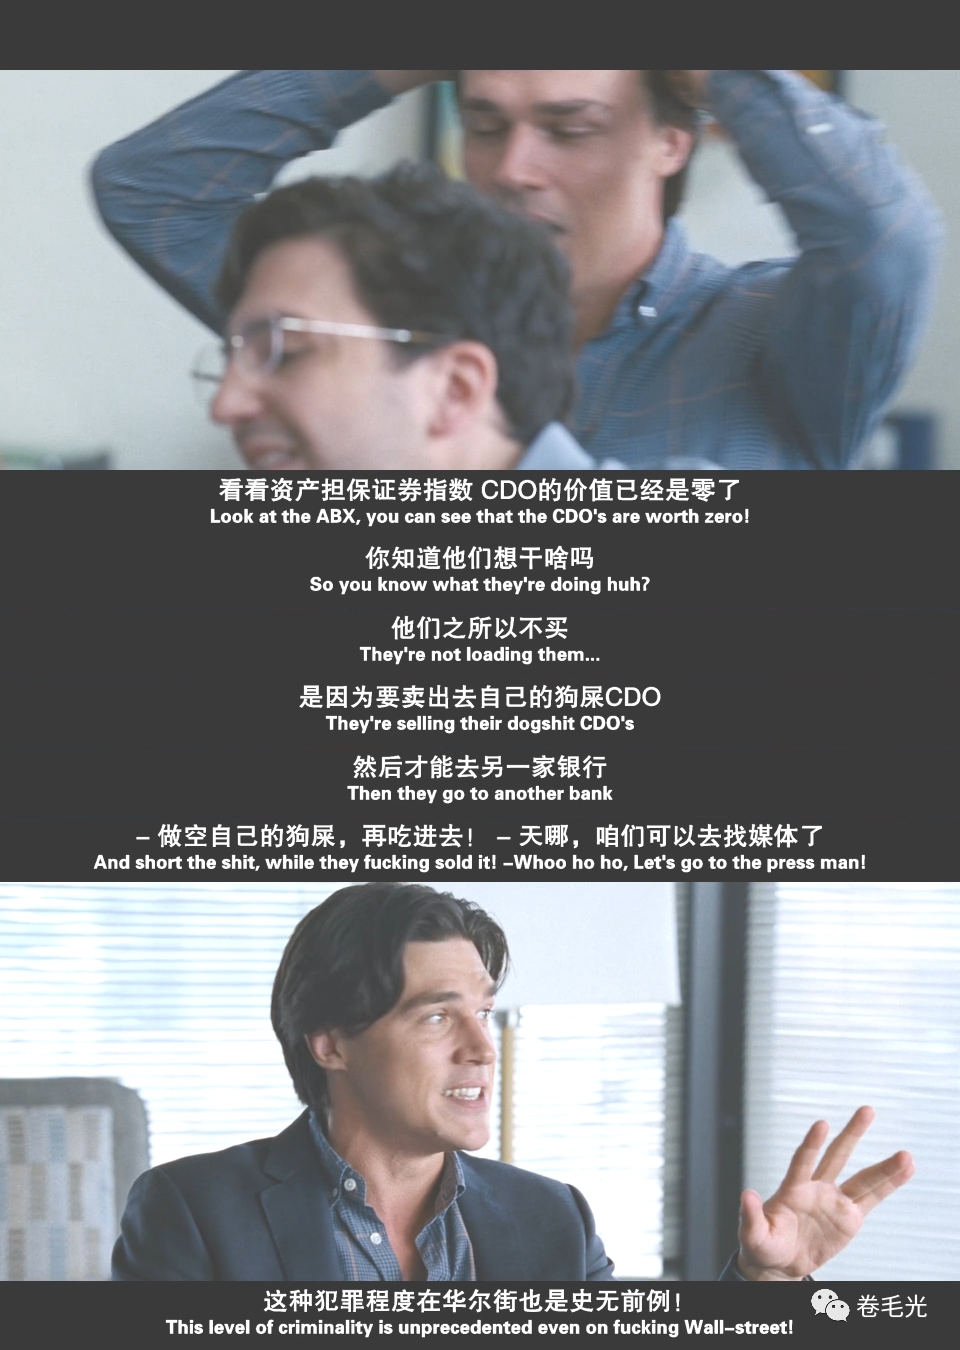 看看资产担保证券指数 CDO的价值已经是零了
Look at the ABX, you can see that the CDO's are worth zero!
你知道他们想干啥吗
So you know what they're doing huh?
他们之所以不买
They're not loading them...
是因为要卖出去自己的狗屎CDO
They're selling their dogshit CDO's
然后才能去另一家银行
Then they go to another bank
– 做空自己的狗屎，再吃进去！ – 天哪，咱们可以去找媒体了
And short the shit, while they fucking sold it! –Whoo ho ho, Let's go to the press man!
这种犯罪程度在华尔街也是史无前例！
This level of criminality is unprecedented even on fucking Wall–street!
卷毛光